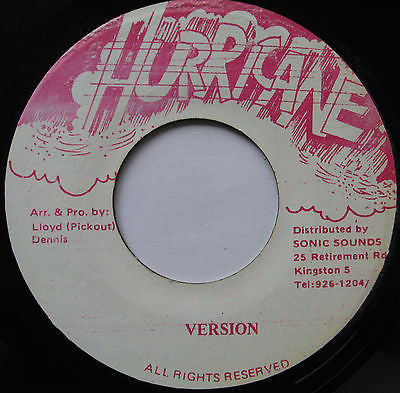 HURRICANE
Arr. & Pro. by:
Lloyd (Pickout)
Dennis
Distributed by
SONIC SOUNDS
25 Retirement Rd
Kingston 5
Tel:926-1204/
VERSION
ALL RIGHTS RESERVED